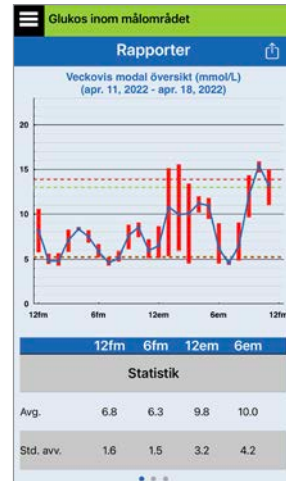 Glukos inom målområdet
Rapporter
Veckovis modal översikt (mmol/L)
(apr. 11, 2022 - apr. 18, 2022)
20
15
10
5
0
12fm 6fm 12em 6em 12fm
12fm 6fm 12em 6em
Statistik
Avg. 6.8 6.3 9.8 10.0
Std. avv. 1.6 1.5 3.2 4.2